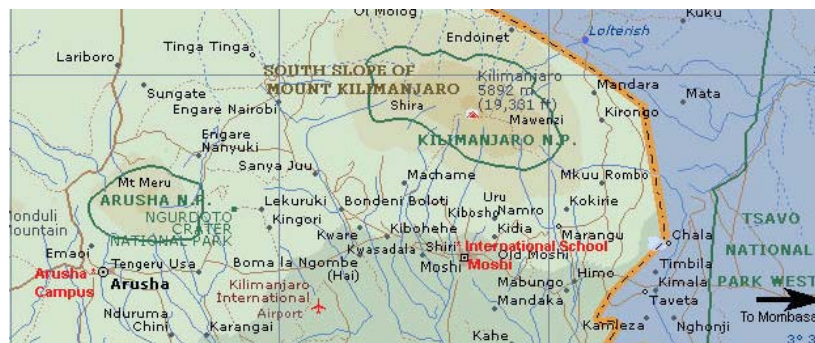 Ol Molog
Kuku
Endoinet
Lolterish
Tinga Tinga
Lariboro
SOUTH SLOPE OF
MOUNT KILIMANJARO
Kilimanjaro
5892 m
(19,331 ft)
Mandara
Mata
Sungate
Shira
Engare Nairobi
Mawenzi
Kirongo
Engare
Nanyuki
KILIMANJARO N.P.
Sanya Juu
Mt Meru
Machame
Mkuu Rombo
ARUSHA N.P.
Uru
Monduli
Mountain
NGURDOTO
CRATER
NATIONAL PARK
Lekuruki
Bondeni Boloti
Kibosho
Namro
Kokirie
Kingori
TSAVO
NATIONAL
PARK WEST
Kware
Kibohehe
Kidia
Marangu
Emaoi
Kwasadala
Shiri
* International School
Moshi
Chala
Tengeru Usa
Boma la Ngombe
(Hai)
Moshi
Old Moshi
Timbila
Arusha *
Campus
Arusha
Himo
Kimala
Kilimanjaro
International
Airport
Mabungo
Taveta
Mandaka
To Mombasa
Nduruma
Chini
Karangai
Kahe
Kamleza
Nghonji
3° 3